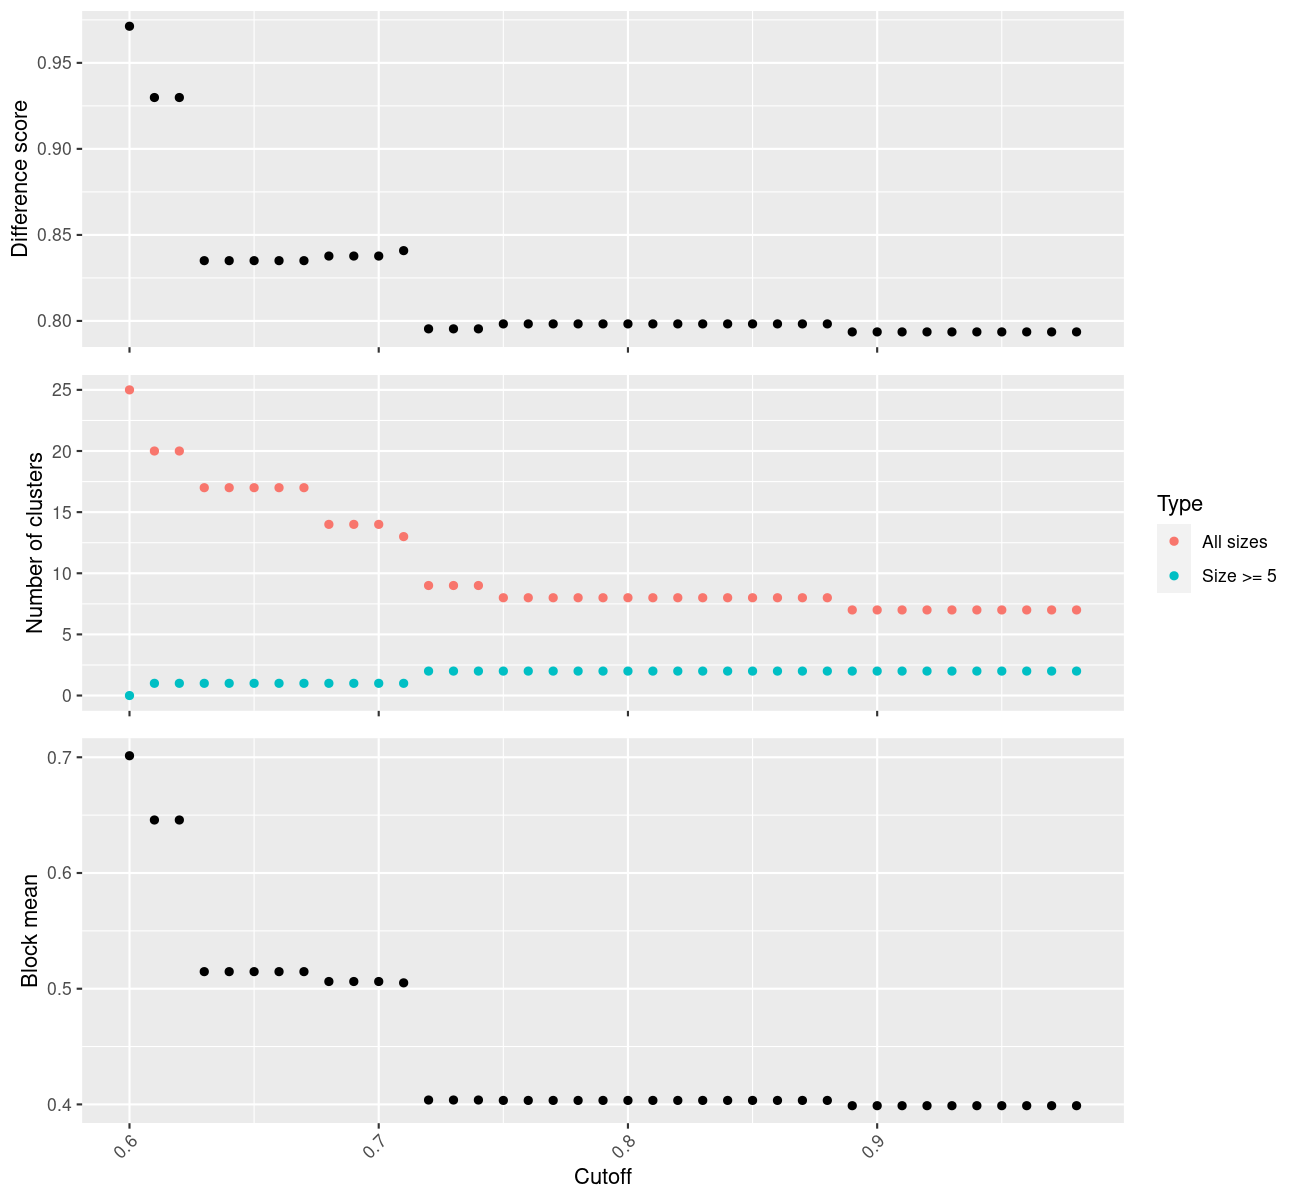 Difference score
0.95
0.90
0.85
0.80
Number of clusters
25
20
15
10
5
0
Type
All sizes
Size >= 5
Block mean
0.7
0.6
0.5
0.4
0.6 0.7 0.8 0.9
Cutoff